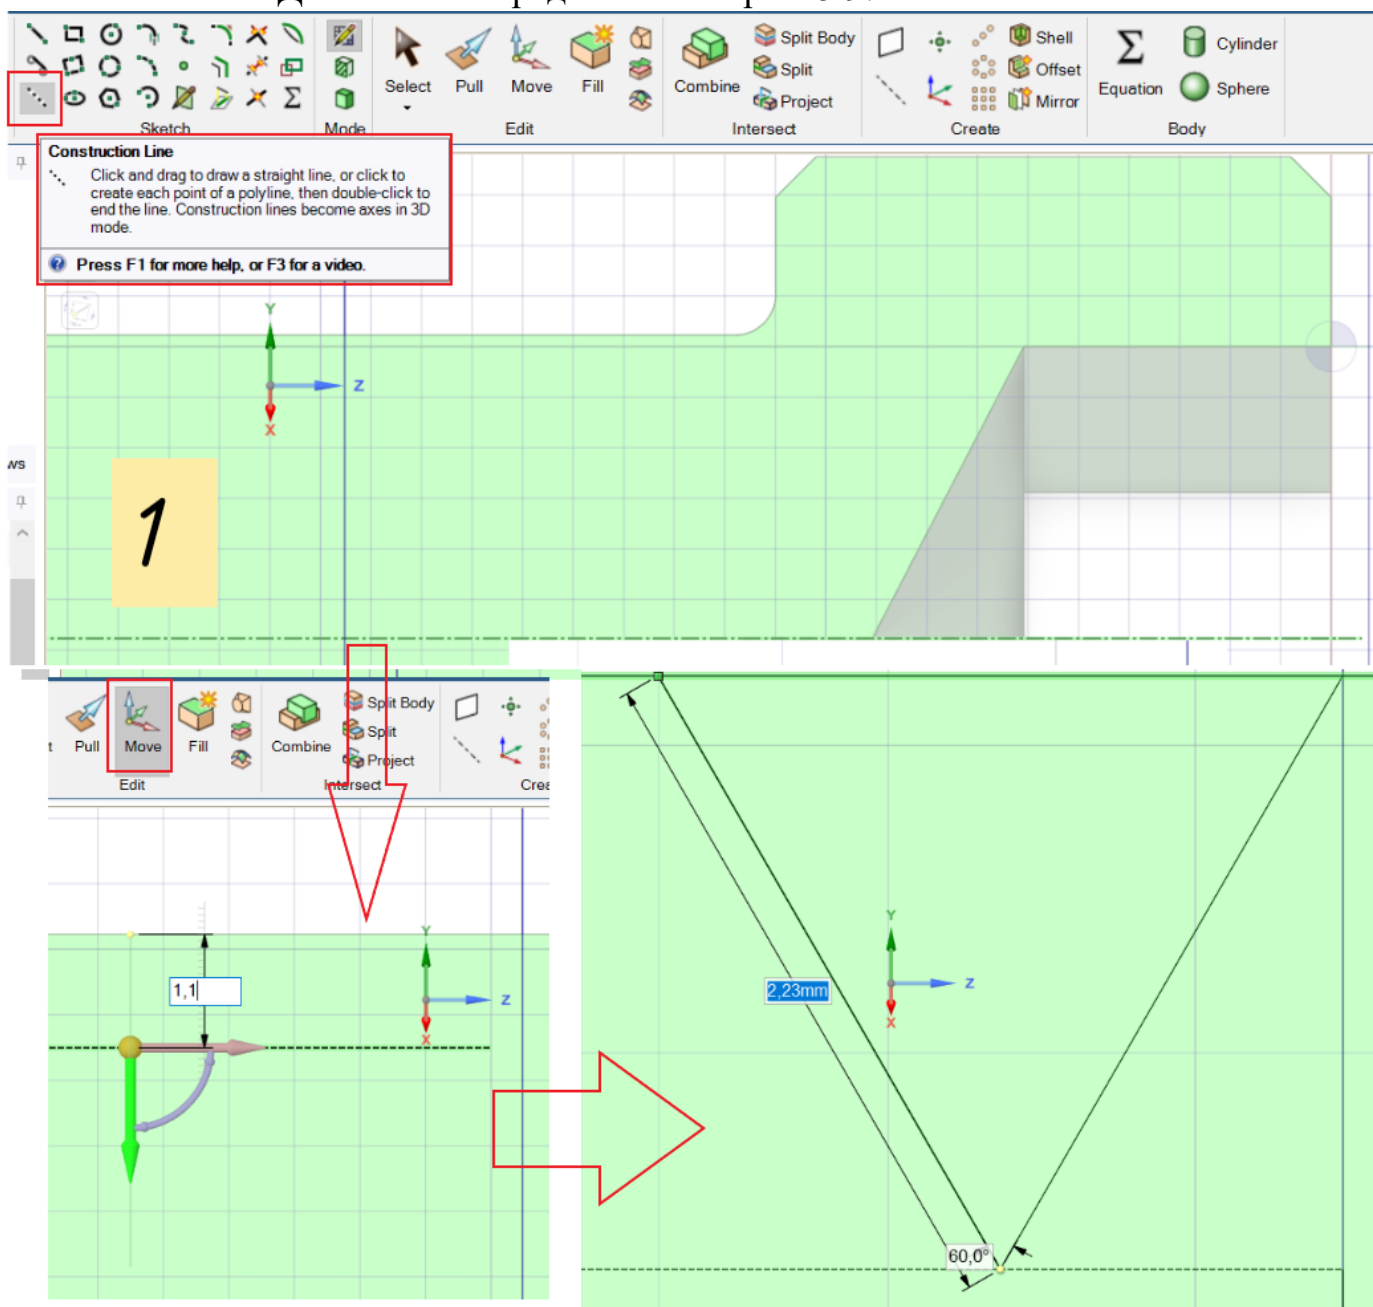 Select
Pull
Move
Fill
Combine
Split Body
Split
Project
Shell
Offset
Mirror
Equation
Cylinder
Sphere
Sketch
Mode
Edit
Intersect
Create
Body
Construction Line
Click and drag to draw a straight line, or click to
create each point of a polyline, then double-click to
end the line. Construction lines become axes in 3D
mode.
Press F1 for more help, or F3 for a video.
Y
Z
X
ws
1
t
Pull
Move
Fill
Combine
Split Body
Split
Project
Edit
Intersect
Crea
1,1
Y
Z
X
2,23mm
Y
Z
X
60,0°